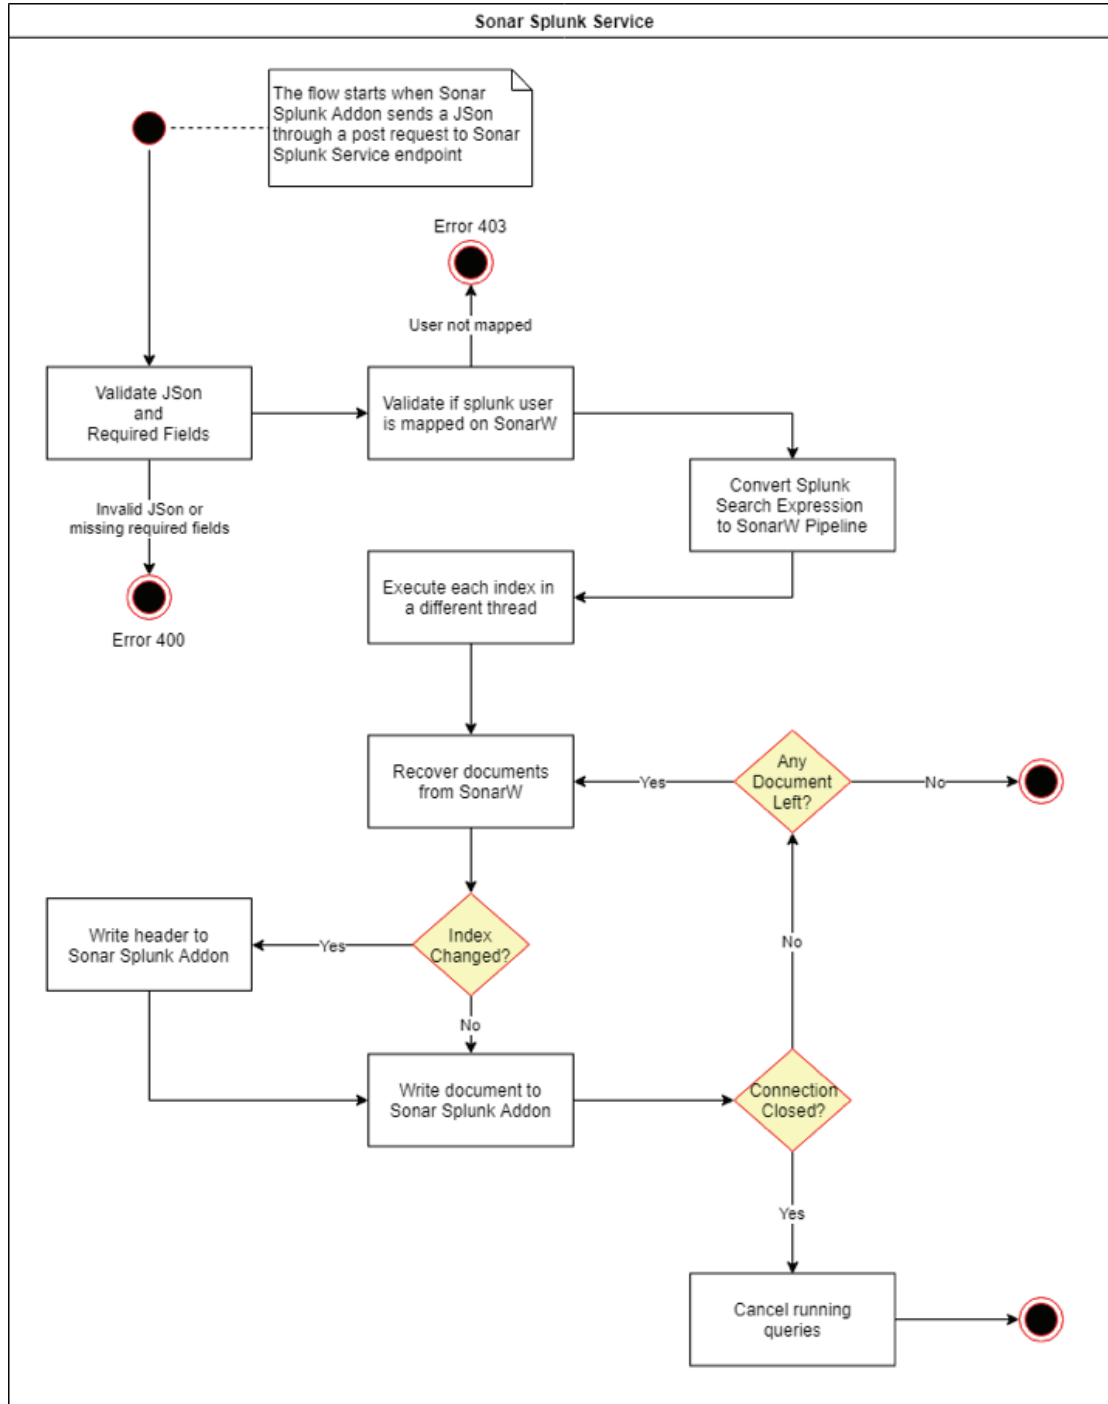 Sonar Splunk Service
The flow starts when Sonar
Splunk Addon sends a JSon
through a post request to Sonar
Splunk Service endpoint
Error 403
User not mapped
Validate JSon
and
Required Fields
Validate if splunk user
is mapped on SonarW
Convert Splunk
Search Expression
to SonarW Pipeline
Invalid JSon or
missing required fields
Error 400
Execute each index in
a different thread
Recover documents
from SonarW
Yes
Any
Document
Left?
No
Write header to
Sonar Splunk Addon
Yes
Index
Changed?
No
No
Write document to
Sonar Splunk Addon
Connection
Closed?
Yes
Cancel running
queries